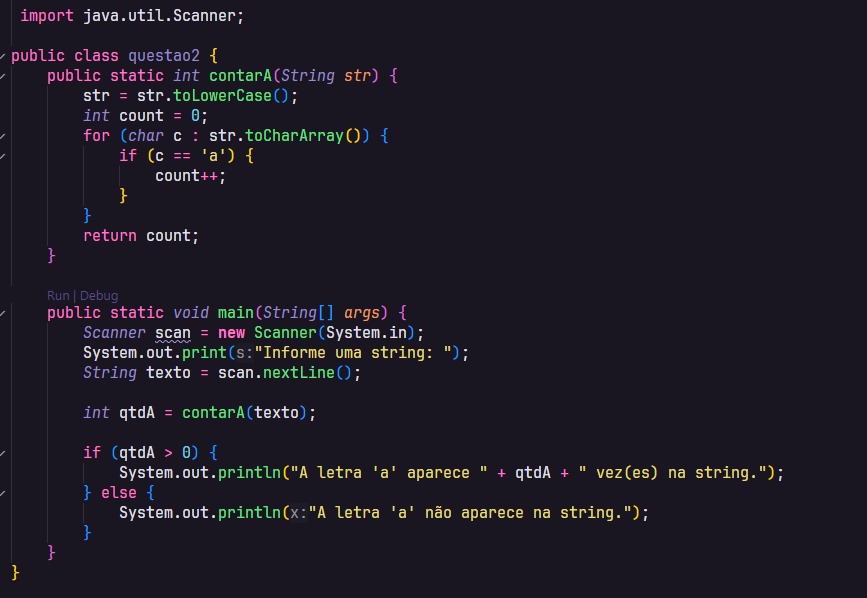 import java.util.Scanner;
public class questao2 {
public static int contarA(String str) {
str = str.toLowerCase();
int count = 0;
for (char c : str.toCharArray()) {
if (c == 'a') {
count++;
}
}
return count;
}
Run | Debug
public static void main(String[] args) {
Scanner scan = new Scanner(System.in);
System.out.print(s:"Informe uma string: ");
String texto = scan.nextLine();
int qtdA = contarA(texto);
if (qtdA > 0) {
System.out.println("A letra 'a' aparece " + qtdA + " vez(es) na string.");
} else {
System.out.println(x:"A letra 'a' não aparece na string.");
}
}
}